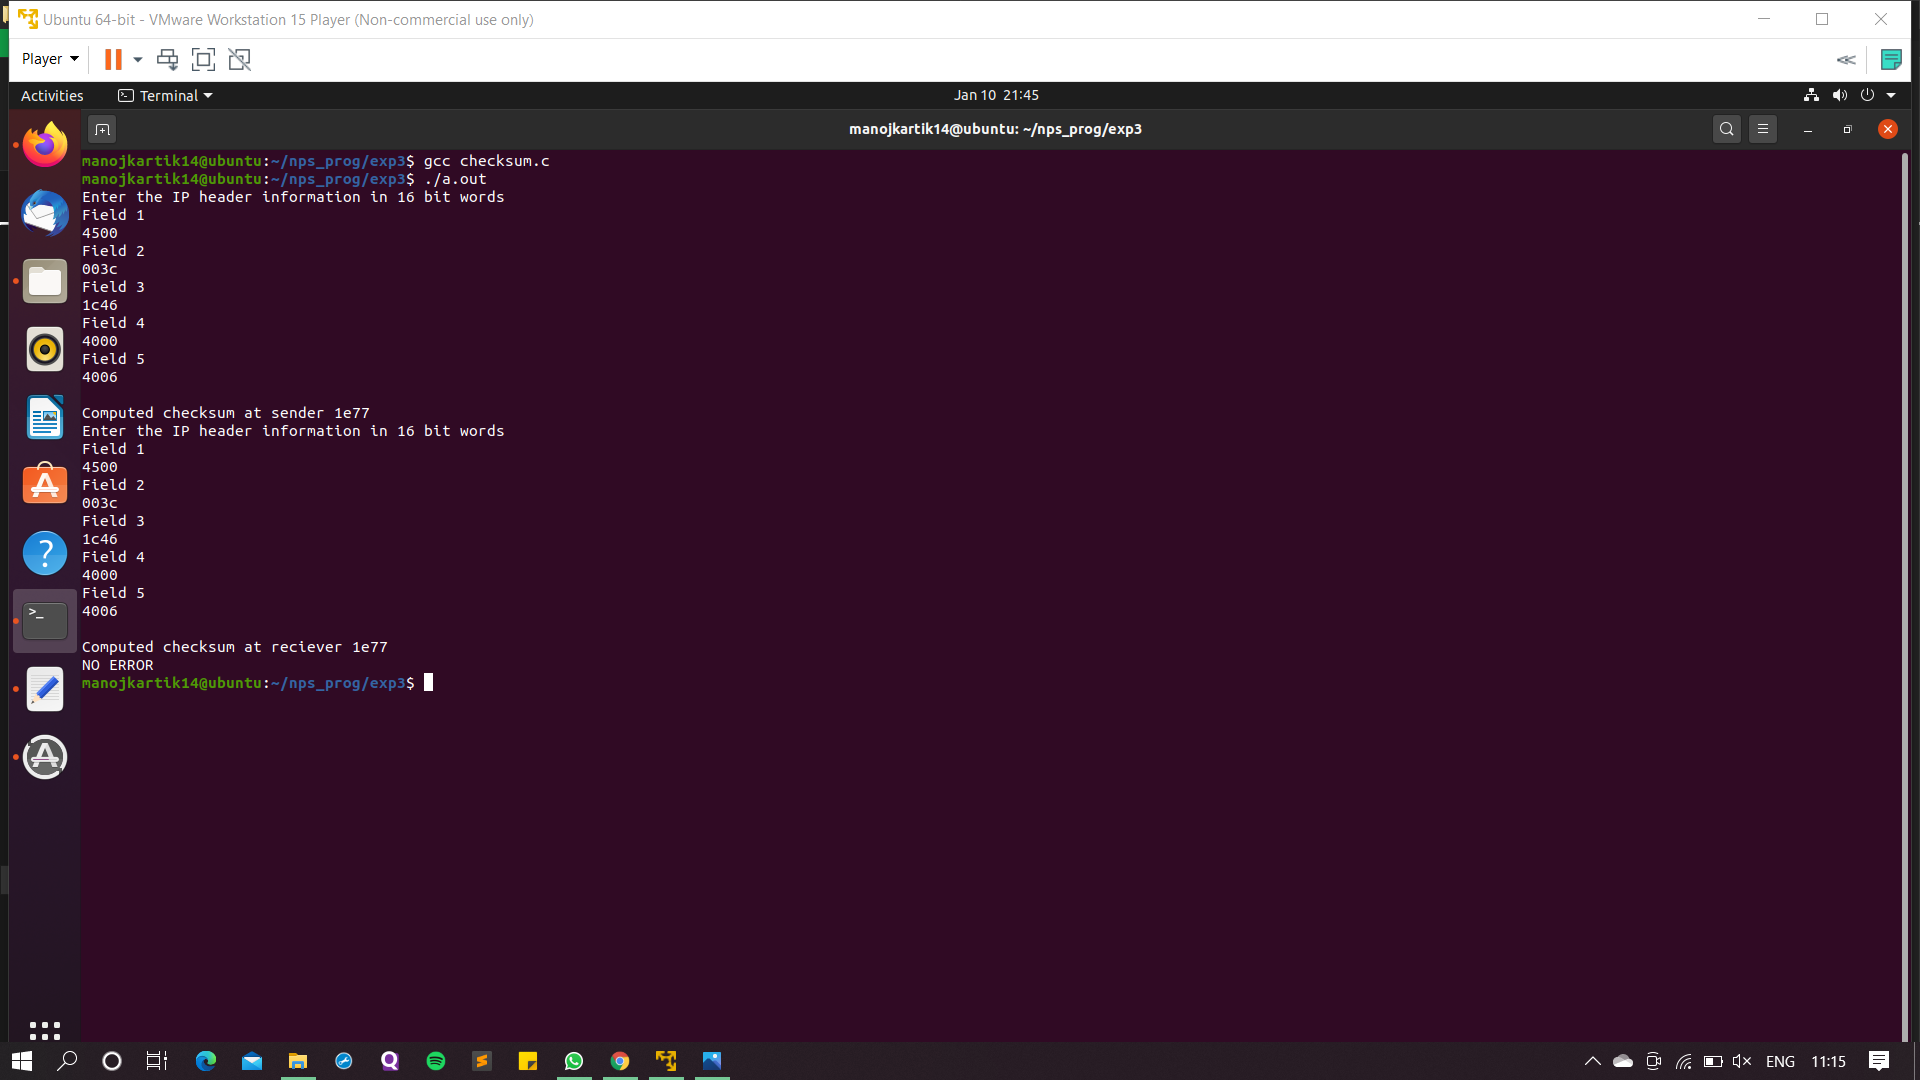 Ubuntu 64-bit - VMware Workstation 15 Player (Non-commercial use only)
Player
Activities
Terminal
Jan 10 21:45
manojkartik14@ubuntu: ~/nps_prog/exp3
manojkartik14@ubuntu:~/nps_prog/exp3$ gcc checksum.c
manojkartik14@ubuntu:~/nps_prog/exp3$ ./a.out
Enter the IP header information in 16 bit words
Field 1
4500
Field 2
003c
Field 3
1c46
Field 4
4000
Field 5
4006
Computed checksum at sender 1e77
Enter the IP header information in 16 bit words
Field 1
4500
Field 2
003c
Field 3
1c46
Field 4
4000
Field 5
4006
Computed checksum at reciever 1e77
NO ERROR
manojkartik14@ubuntu:~/nps_prog/exp3$
ENG
11:15